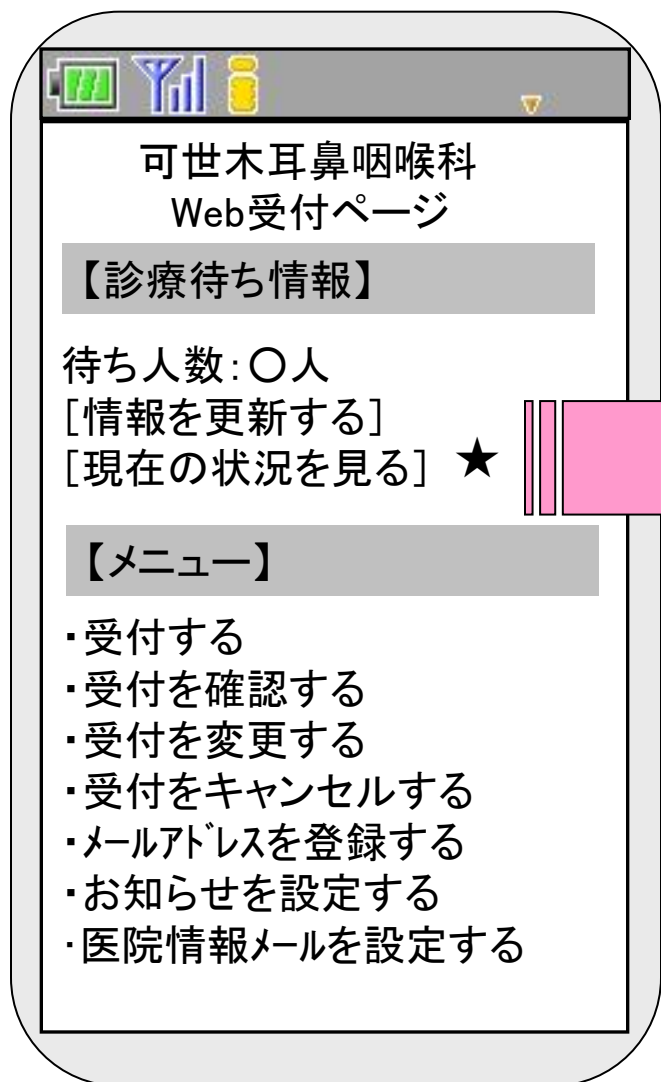 可世木耳鼻咽喉科
Web受付ページ
【診療待ち情報】
待ち人数：〇人
[情報を更新する]
[現在の状況を見る] ★
【メニュー】
・受付する
・受付を確認する
・受付を変更する
・受付をキャンセルする
・ﾒｰﾙｱﾄﾞﾚｽを登録する
・お知らせを設定する
・医院情報ﾒｰﾙを設定する